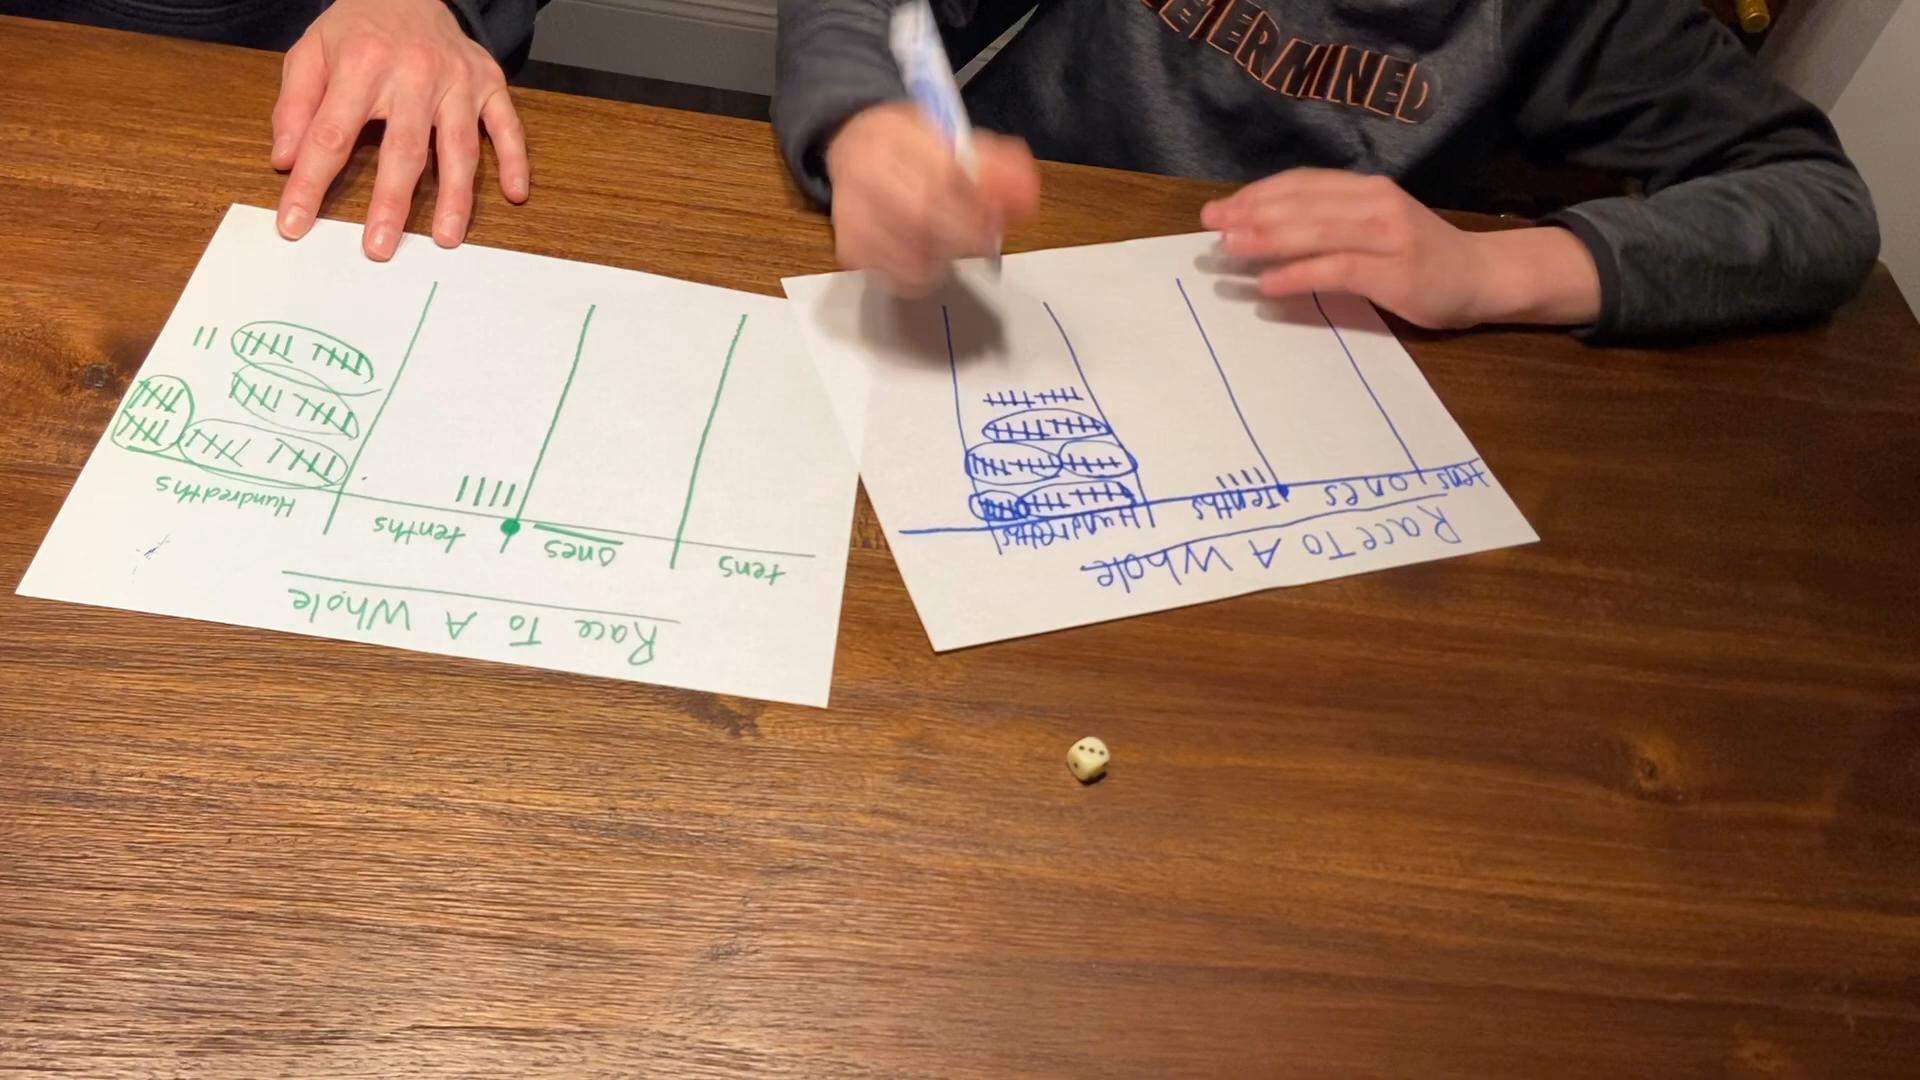 DETERMINED
Race To A Whole
tens ones tenths Hundredths
Race To A Whole
tens ones tenths Hundredths